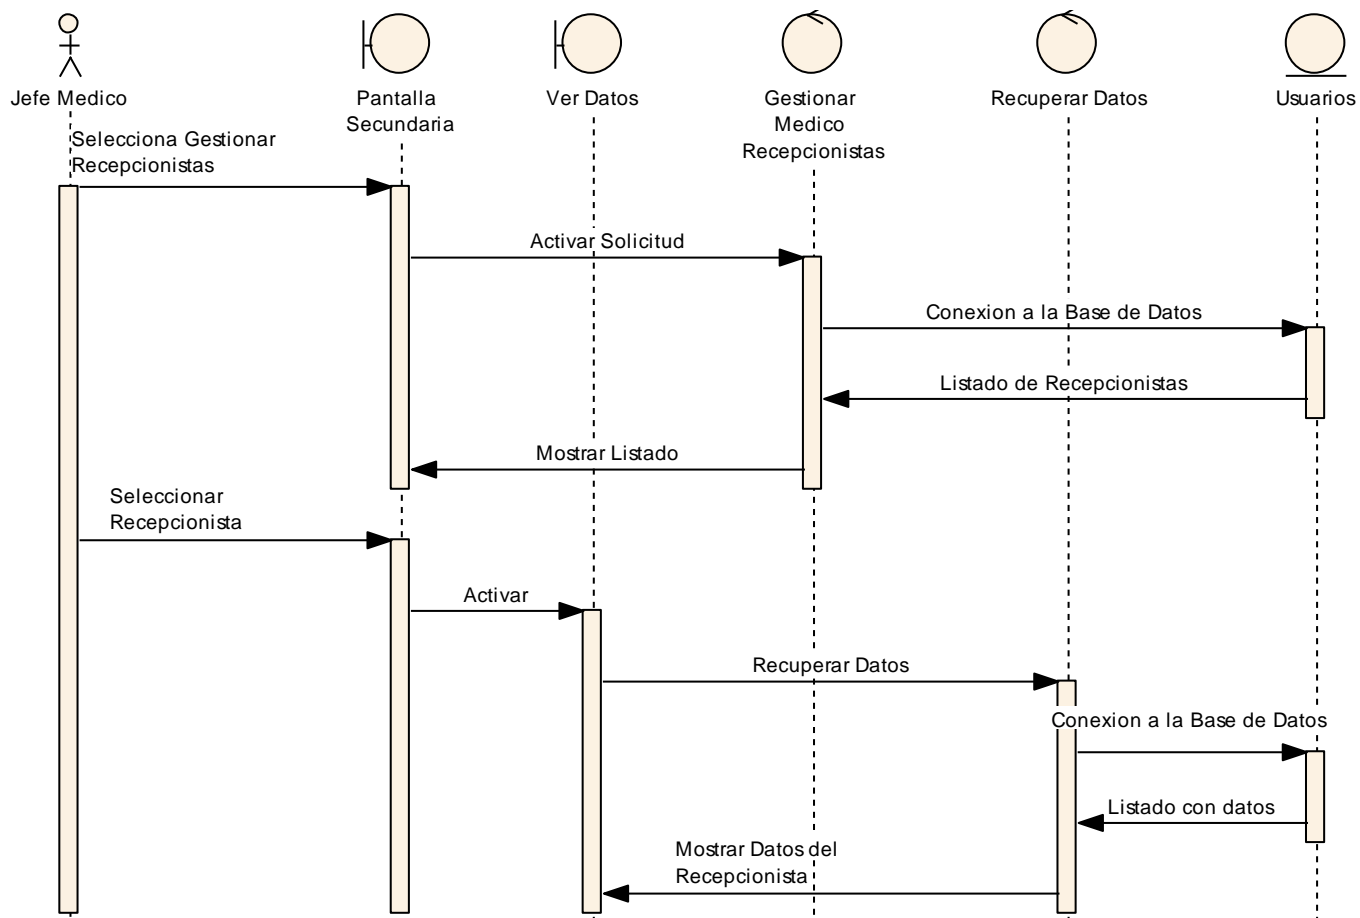 Jefe Medico
Pantalla
Secundaria
Ver Datos
Gestionar
Medico
Recepcionistas
Recuperar Datos
Usuarios
Selecciona Gestionar
Recepcionistas
Activar Solicitud
Conexion a la Base de Datos
Listado de Recepcionistas
Mostrar Listado
Seleccionar
Recepcionista
Activar
Recuperar Datos
Conexion a la Base de Datos
Listado con datos
Mostrar Datos del
Recepcionista